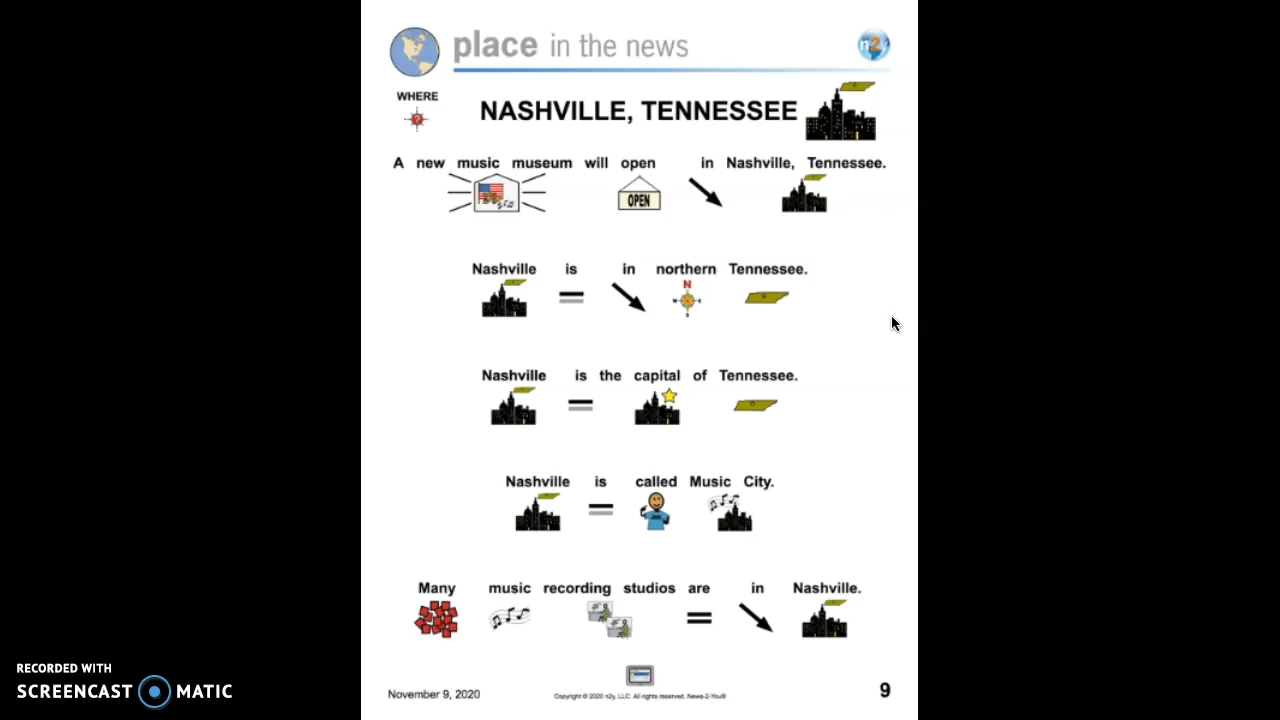 place in the news
n2y
WHERE
?
NASHVILLE, TENNESSEE
A new music museum will open in Nashville, Tennessee.
OPEN
Nashville is in northern Tennessee.
N
Nashville is the capital of Tennessee.
Nashville is called Music City.
Many music recording studios are in Nashville.
RECORDED WITH
SCREENCAST MATIC
November 9, 2020
Copyright © 2020 n2y, LLC. All rights reserved. News-2-You®
9